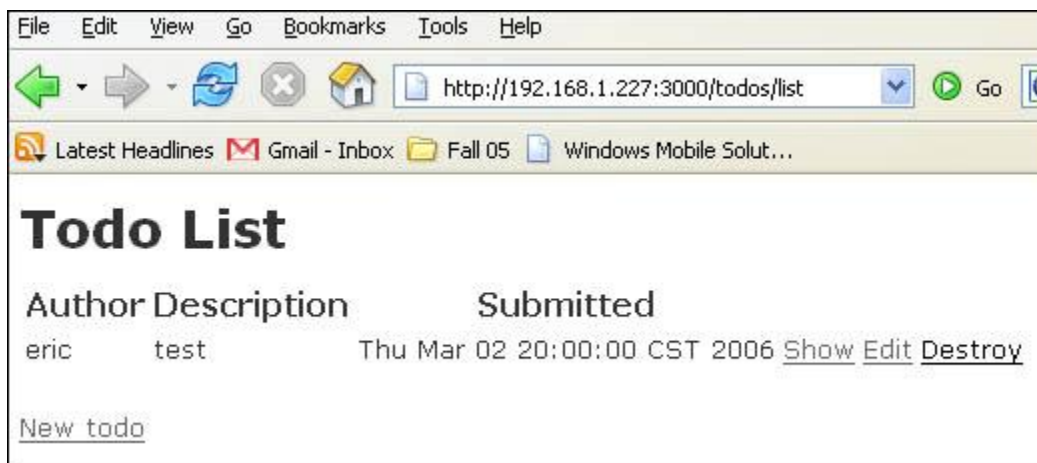 File Edit View Go Bookmarks Tools Help
http://192.168.1.227:3000/todos/list Go
Latest Headlines Gmail - Inbox Fall 05 Windows Mobile Solut...
Todo List
Author Description Submitted
eric test Thu Mar 02 20:00:00 CST 2006 Show Edit Destroy
New todo